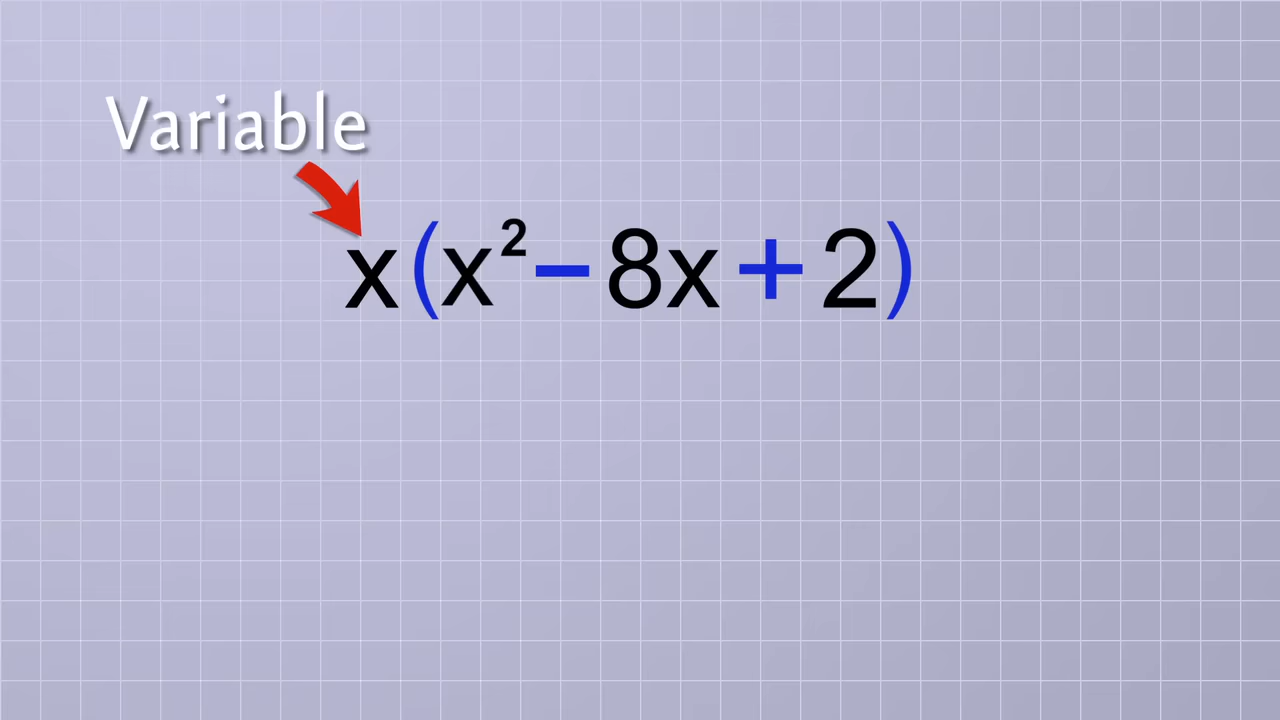 Variable
x(x² − 8x + 2)